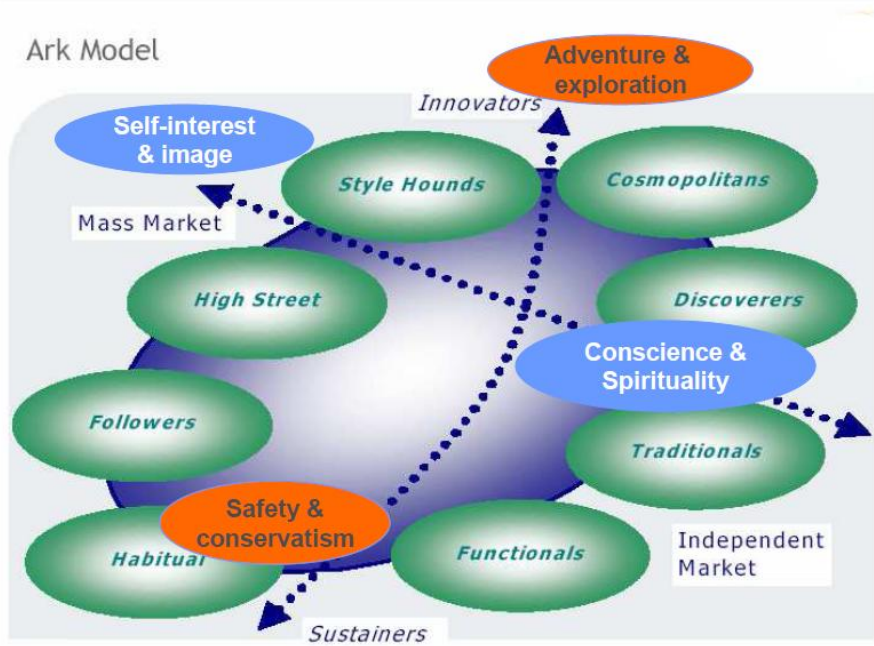 Ark Model
Adventure &
exploration
Innovators
Self-interest
& image
Style Hounds
Cosmopolitans
Mass Market
High Street
Discoverers
Conscience &
Spirituality
Followers
Traditionals
Safety &
conservatism
Habitual
Functionals
Independent
Market
Sustainers